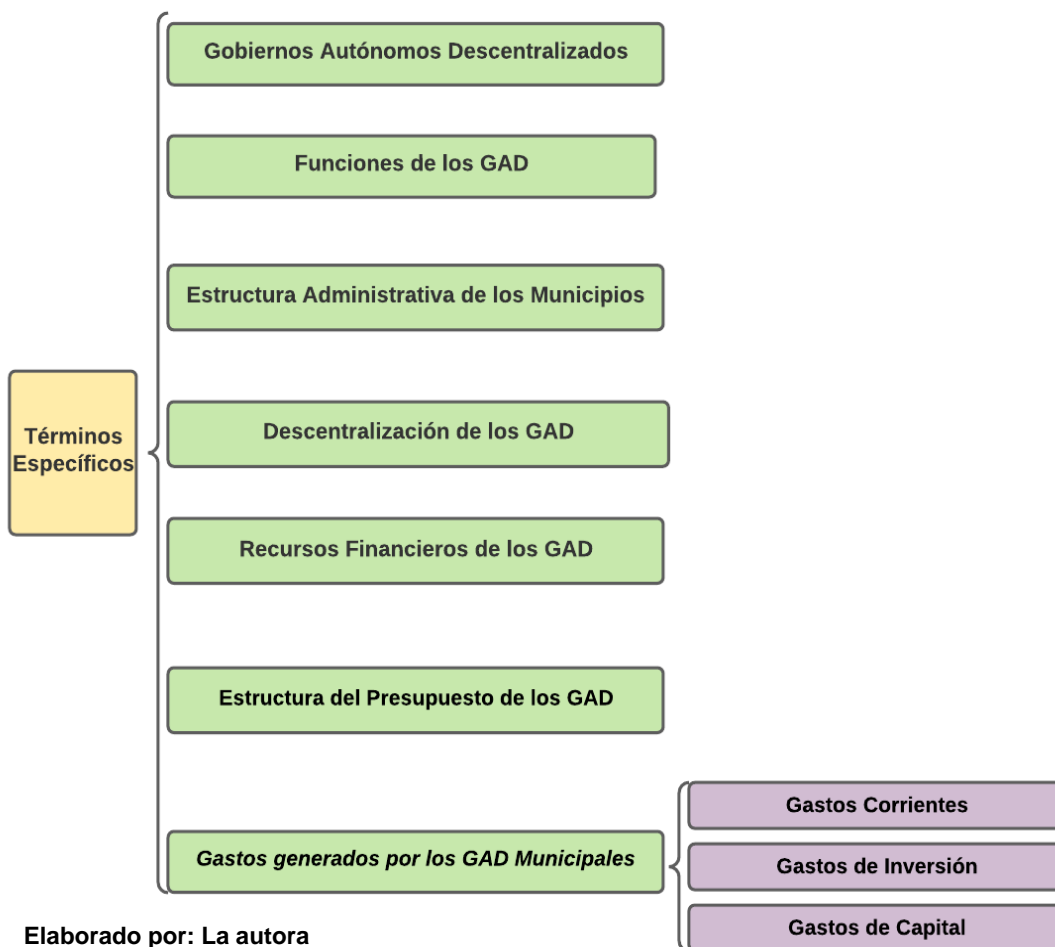 Gobiernos Autónomos Descentralizados
Funciones de los GAD
Estructura Administrativa de los Municipios
Términos
Específicos
Descentralización de los GAD
Recursos Financieros de los GAD
Estructura del Presupuesto de los GAD
Gastos generados por los GAD Municipales
Gastos Corrientes
Gastos de Inversión
Gastos de Capital
Elaborado por: La autora